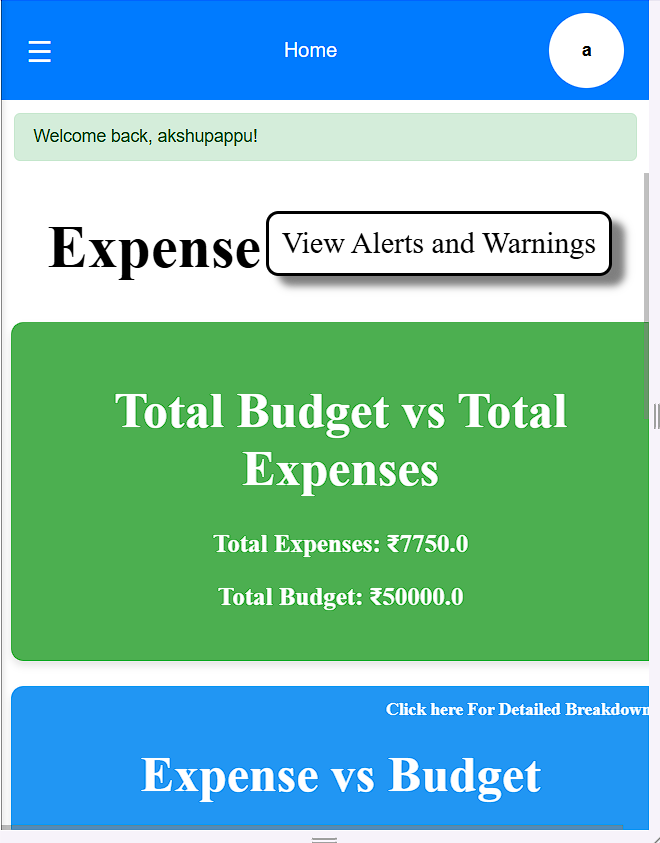 ☰ Home a
Welcome back, akshupappu!
Expense View Alerts and Warnings
Total Budget vs Total
Expenses
Total Expenses: ₹7750.0
Total Budget: ₹50000.0
Click here For Detailed Breakdown
Expense vs Budget